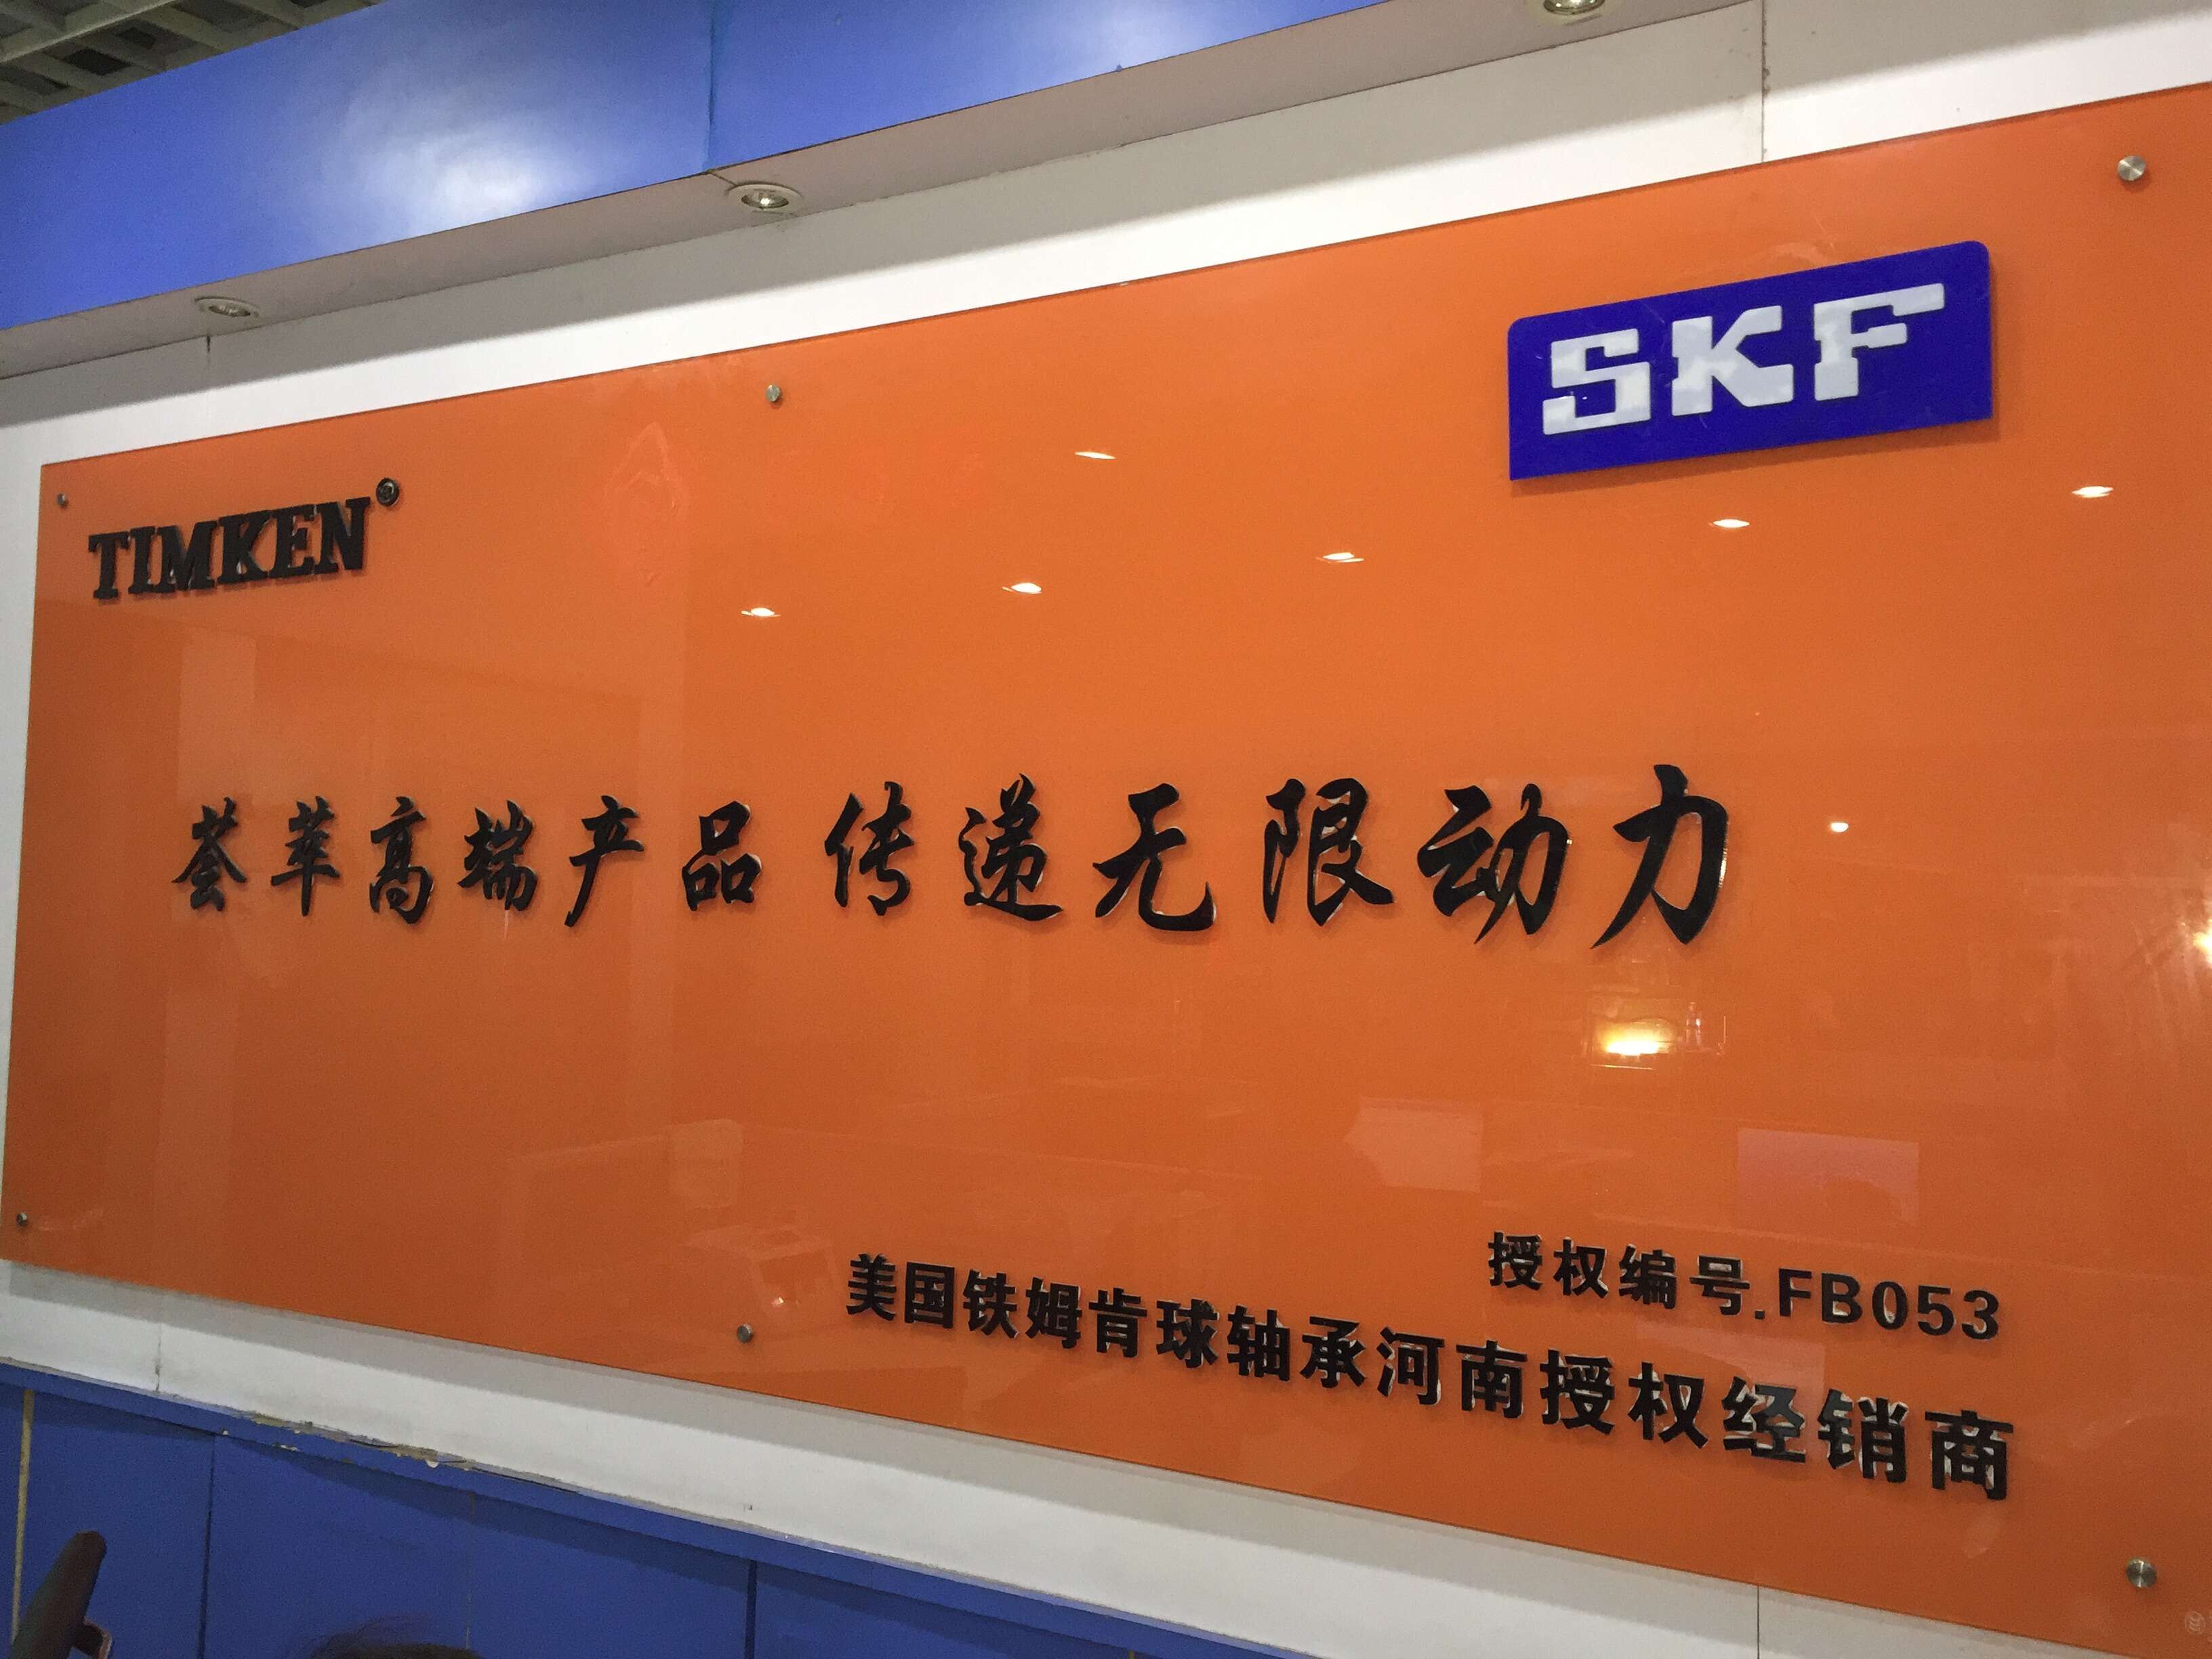 TIMKEN®
SKF
荟萃高端产品 传递无限动力
授权编号.FB053
美国铁姆肯球轴承河南授权经销商